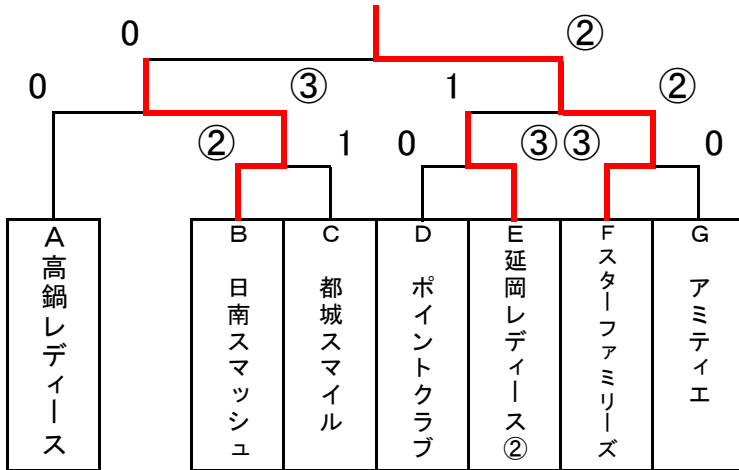 0 ②
0 ③ 1 ②
② 1 0 ③ ③ 0
A 高鍋レディース
B 日南スマッシュ
C 都城スマイル
D ポイントクラブ
E 延岡レディース②
F スターファミリーズ
G アミティエ